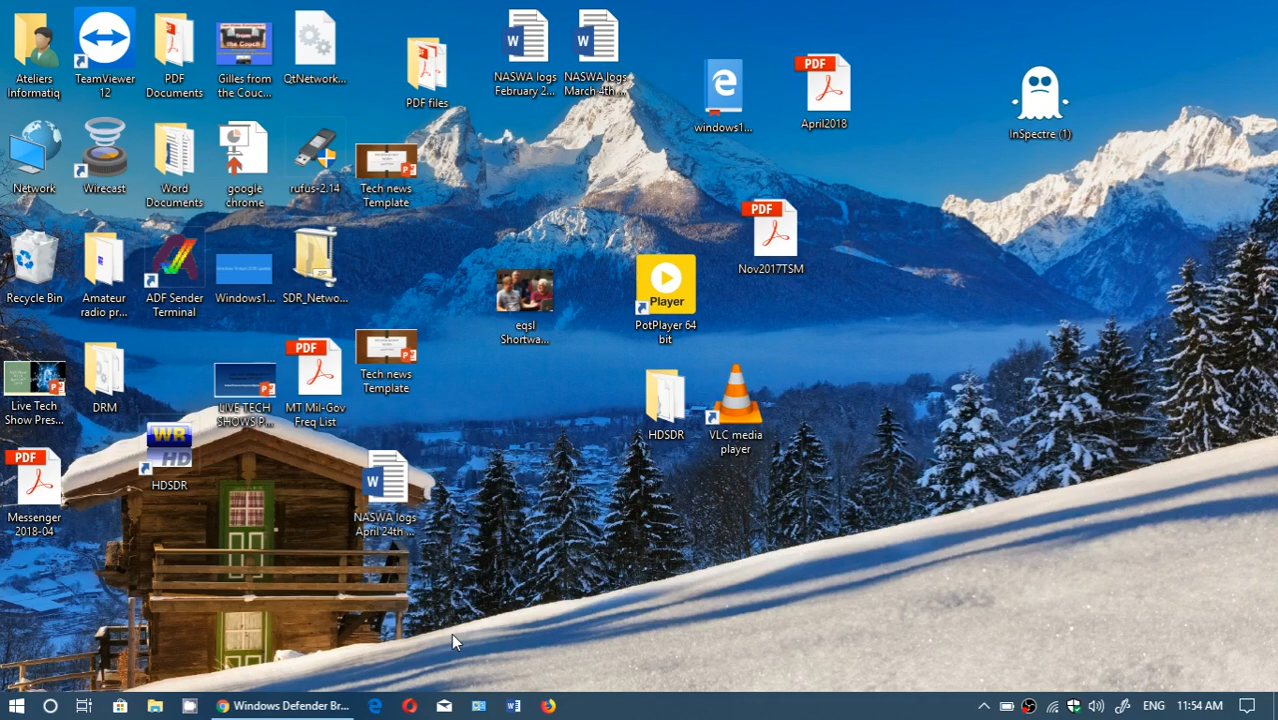 Ateliers
Informatiq
TeamViewer
12
PDF
Documents
Gilles from
the Couc...
QtNetwork...
PDF files
NASWA logs
February 2...
NASWA logs
March 4th...
windows1...
PDF
April2018
InSpectre (1)
Network
Wirecast
Word
Documents
google
chrome
rufus-2.14
Tech news
Template
PDF
Nov2017TSM
Recycle Bin
Amateur
radio pr...
ADF Sender
Terminal
Windows1...
SDR_Netwo...
eqsl
Shortwa...
Player
PotPlayer 64
bit
Live Tech
Show Pres...
DRM
LIVE TECH
SHOWS P...
PDF
MT Mil-Gov
Freq List
Tech news
Template
HDSDR
VLC media
player
PDF
Messenger
2018-04
WR
HD
HDSDR
NASWA logs
April 24th ...
Windows Defender Br...
ENG
11:54 AM